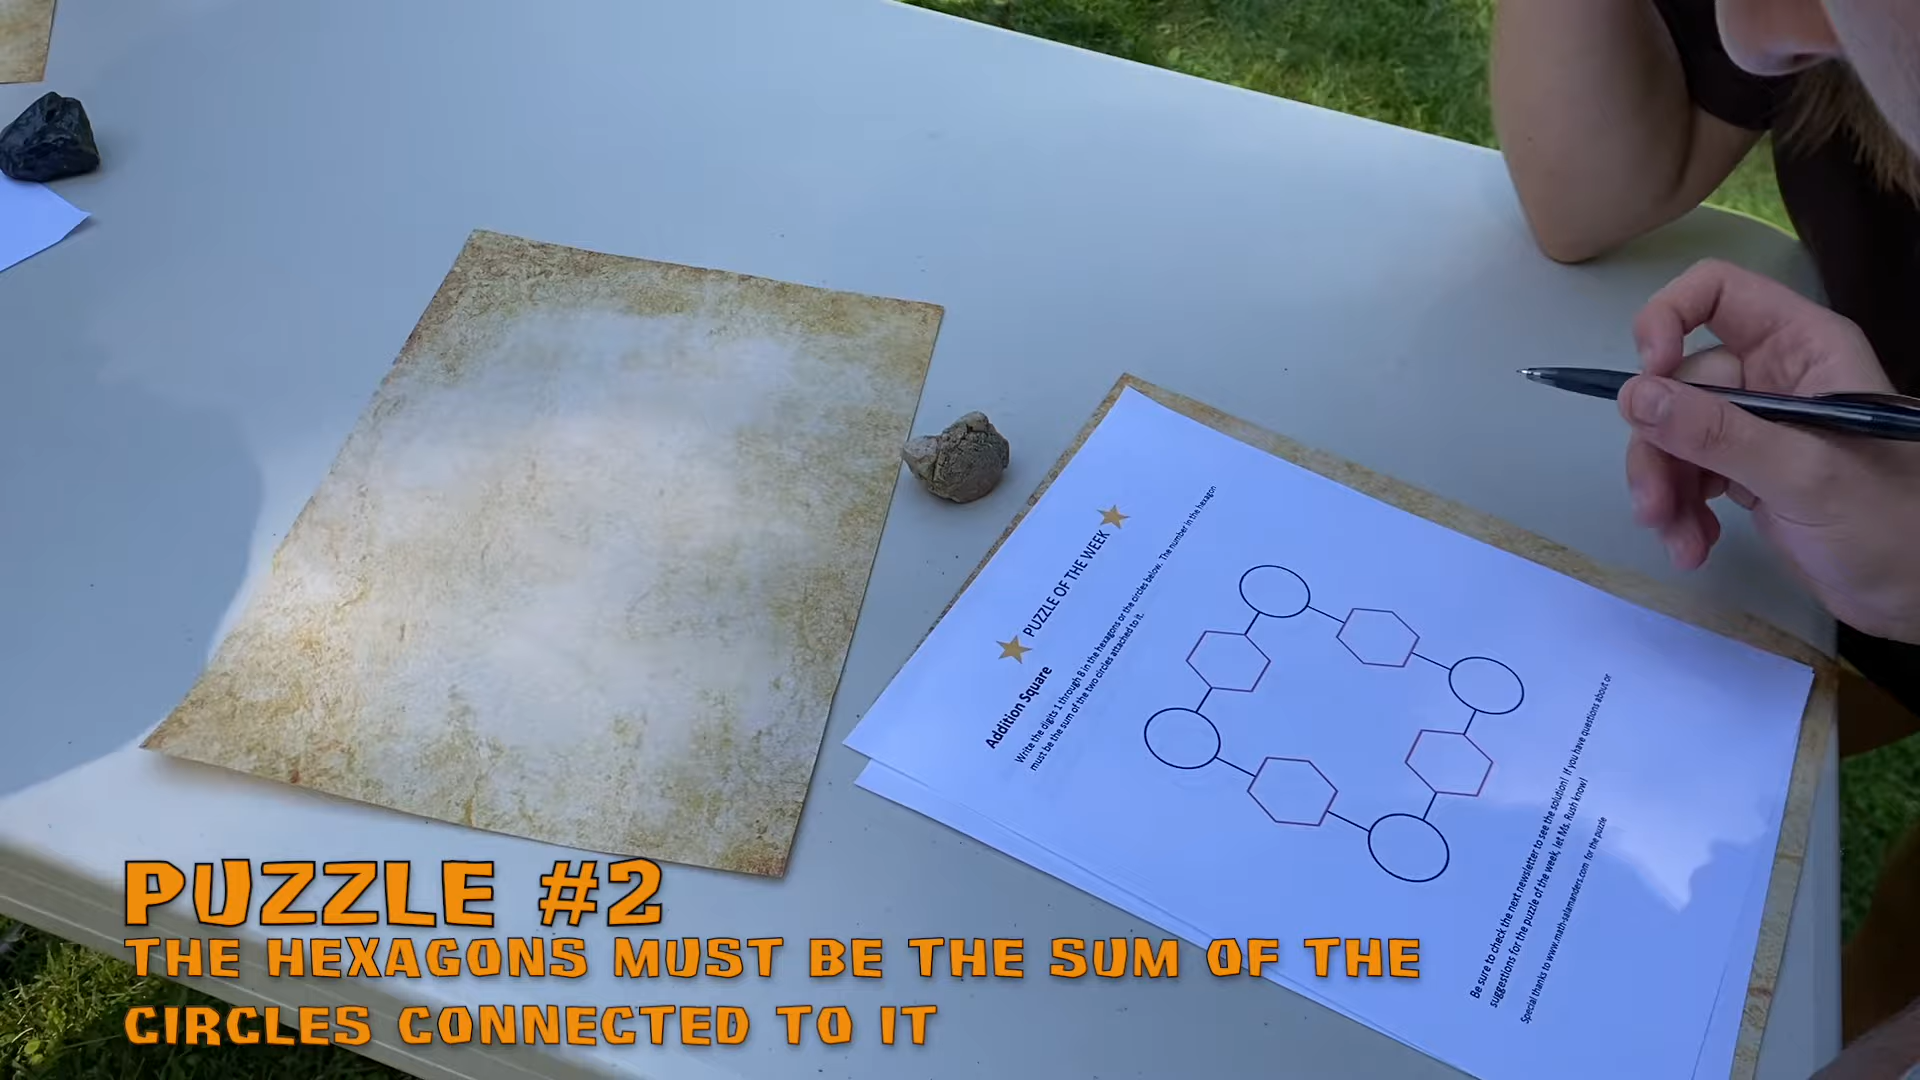 PUZZLE OF THE WEEK
Addition Square
Write the digits 1 through 8 in the hexagons or the circles below. The number in the hexagon
must be the sum of the two circles attached to it.
Be sure to check the next newsletter to see the solution! If you have questions about or
suggestions for the puzzle of the week, let Ms. Rush know!
Special thanks to www.math-salamanders.com for the puzzle
PUZZLE #2
THE HEXAGONS MUST BE THE SUM OF THE
CIRCLES CONNECTED TO IT